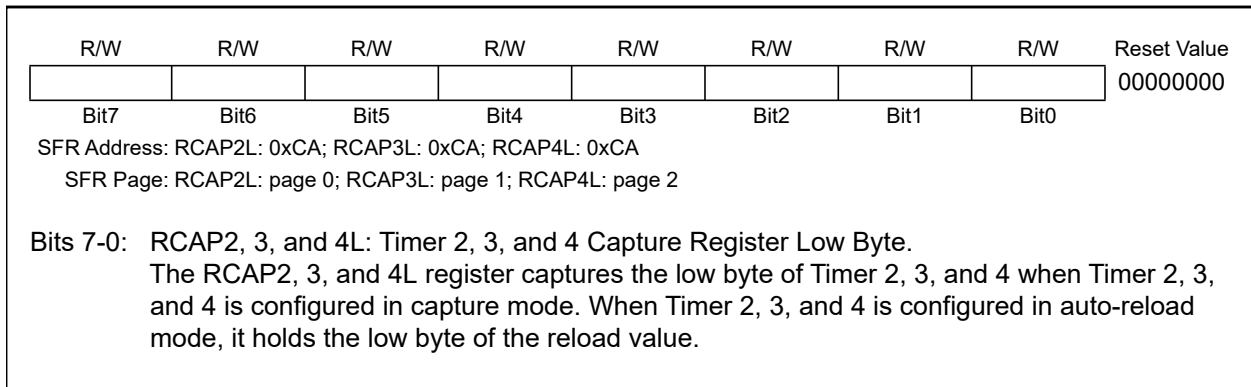 R/W R/W R/W R/W R/W R/W R/W R/W Reset Value
00000000
Bit7 Bit6 Bit5 Bit4 Bit3 Bit2 Bit1 Bit0
SFR Address: RCAP2L: 0xCA; RCAP3L: 0xCA; RCAP4L: 0xCA
SFR Page: RCAP2L: page 0; RCAP3L: page 1; RCAP4L: page 2
Bits 7-0: RCAP2, 3, and 4L: Timer 2, 3, and 4 Capture Register Low Byte.
The RCAP2, 3, and 4L register captures the low byte of Timer 2, 3, and 4 when Timer 2, 3,
and 4 is configured in capture mode. When Timer 2, 3, and 4 is configured in auto-reload
mode, it holds the low byte of the reload value.